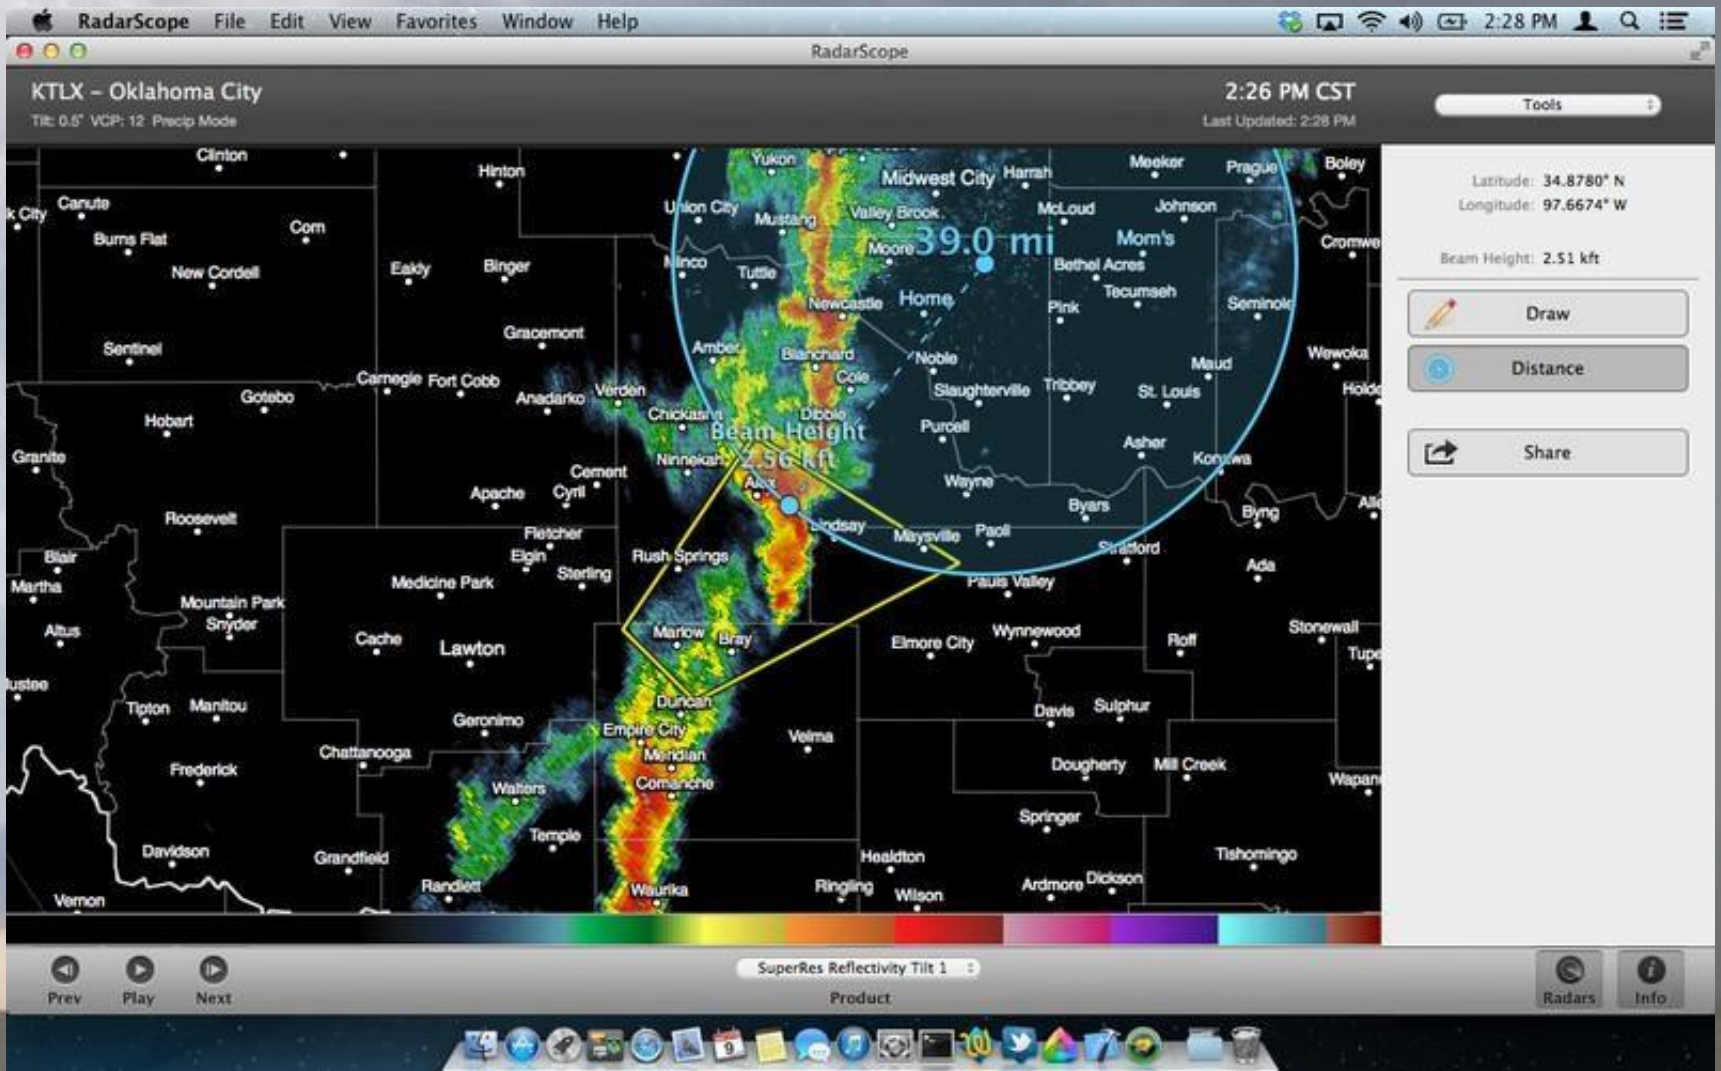 RadarScope File Edit View Favorites Window Help 2:28 PM
RadarScope
KTLX – Oklahoma City
Tilt: 0.5° VCP: 12 Precip Mode
2:26 PM CST
Last Updated: 2:28 PM
Tools
Latitude: 34.8780° N
Longitude: 97.6674° W
Beam Height: 2.51 kft
Draw
Distance
Share
Clinton
Hinton
Yukon
Midwest City
Harrah
Meeker
Prague
Boley
k City
Canute
Union City
Mustang
Valley Brook
McLoud
Johnson
Burns Flat
Corn
Moore
39.0 mi
Mom's
Cromwe
New Cordell
Eakly
Binger
Minco
Tuttle
Bethel Acres
Newcastle
Home
Pink
Tecumseh
Seminole
Sentinel
Gracemont
Amber
Blanchard
Noble
Maud
Wewoka
Carnegie
Fort Cobb
Anadarko
Verden
Cole
Slaughterville
Tribbey
St. Louis
Holde
Gotebo
Hobart
Chickasha
Dibble
Purcell
Beam Height
2.56 kft
Asher
Granite
Cement
Ninnekah
Konawa
Apache
Cyril
Alex
Wayne
Byars
Byng
Alle
Roosevelt
Fletcher
Lindsay
Maysville
Paoli
Stratford
Blair
Elgin
Rush Springs
Ada
Martha
Medicine Park
Sterling
Pauls Valley
Mountain Park
Snyder
Altus
Cache
Lawton
Marlow
Bray
Elmore City
Wynnewood
Roff
Stonewall
Tupe
ustee
Tipton
Manitou
Geronimo
Duncan
Davis
Sulphur
Empire City
Velma
Chattanooga
Meridian
Frederick
Dougherty
Mill Creek
Wapan
Walters
Comanche
Temple
Springer
Davidson
Grandfield
Healdton
Tishomingo
Randlett
Waurika
Ringling
Wilson
Ardmore
Dickson
Vernon
Prev
Play
Next
SuperRes Reflectivity Tilt 1
Product
Radars
Info
9